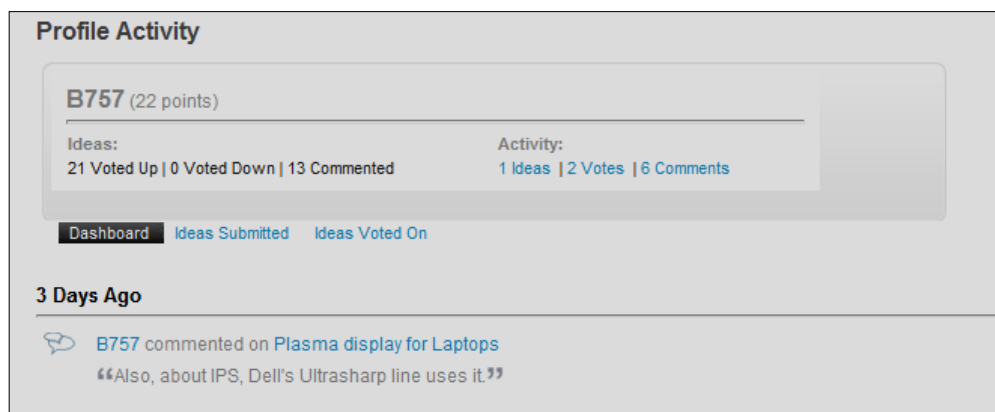 Profile Activity
B757 (22 points)
Ideas:
21 Voted Up | 0 Voted Down | 13 Commented
Activity:
1 Ideas | 2 Votes | 6 Comments
Dashboard Ideas Submitted Ideas Voted On
3 Days Ago
B757 commented on Plasma display for Laptops
“Also, about IPS, Dell's Ultrasharp line uses it.”